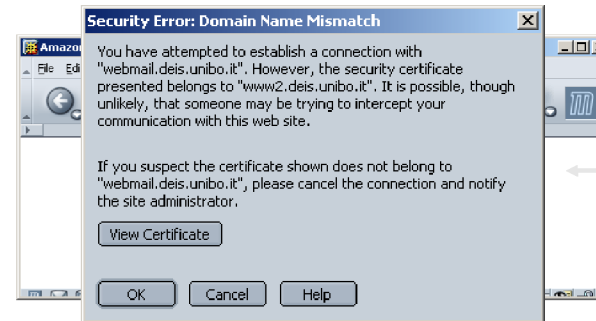 Security Error: Domain Name Mismatch
Amazo
File Edi
You have attempted to establish a connection with
"webmail.deis.unibo.it". However, the security certificate
presented belongs to "www2.deis.unibo.it". It is possible, though
unlikely, that someone may be trying to intercept your
communication with this web site.
If you suspect the certificate shown does not belong to
"webmail.deis.unibo.it", please cancel the connection and notify
the site administrator.
View Certificate
OK Cancel Help